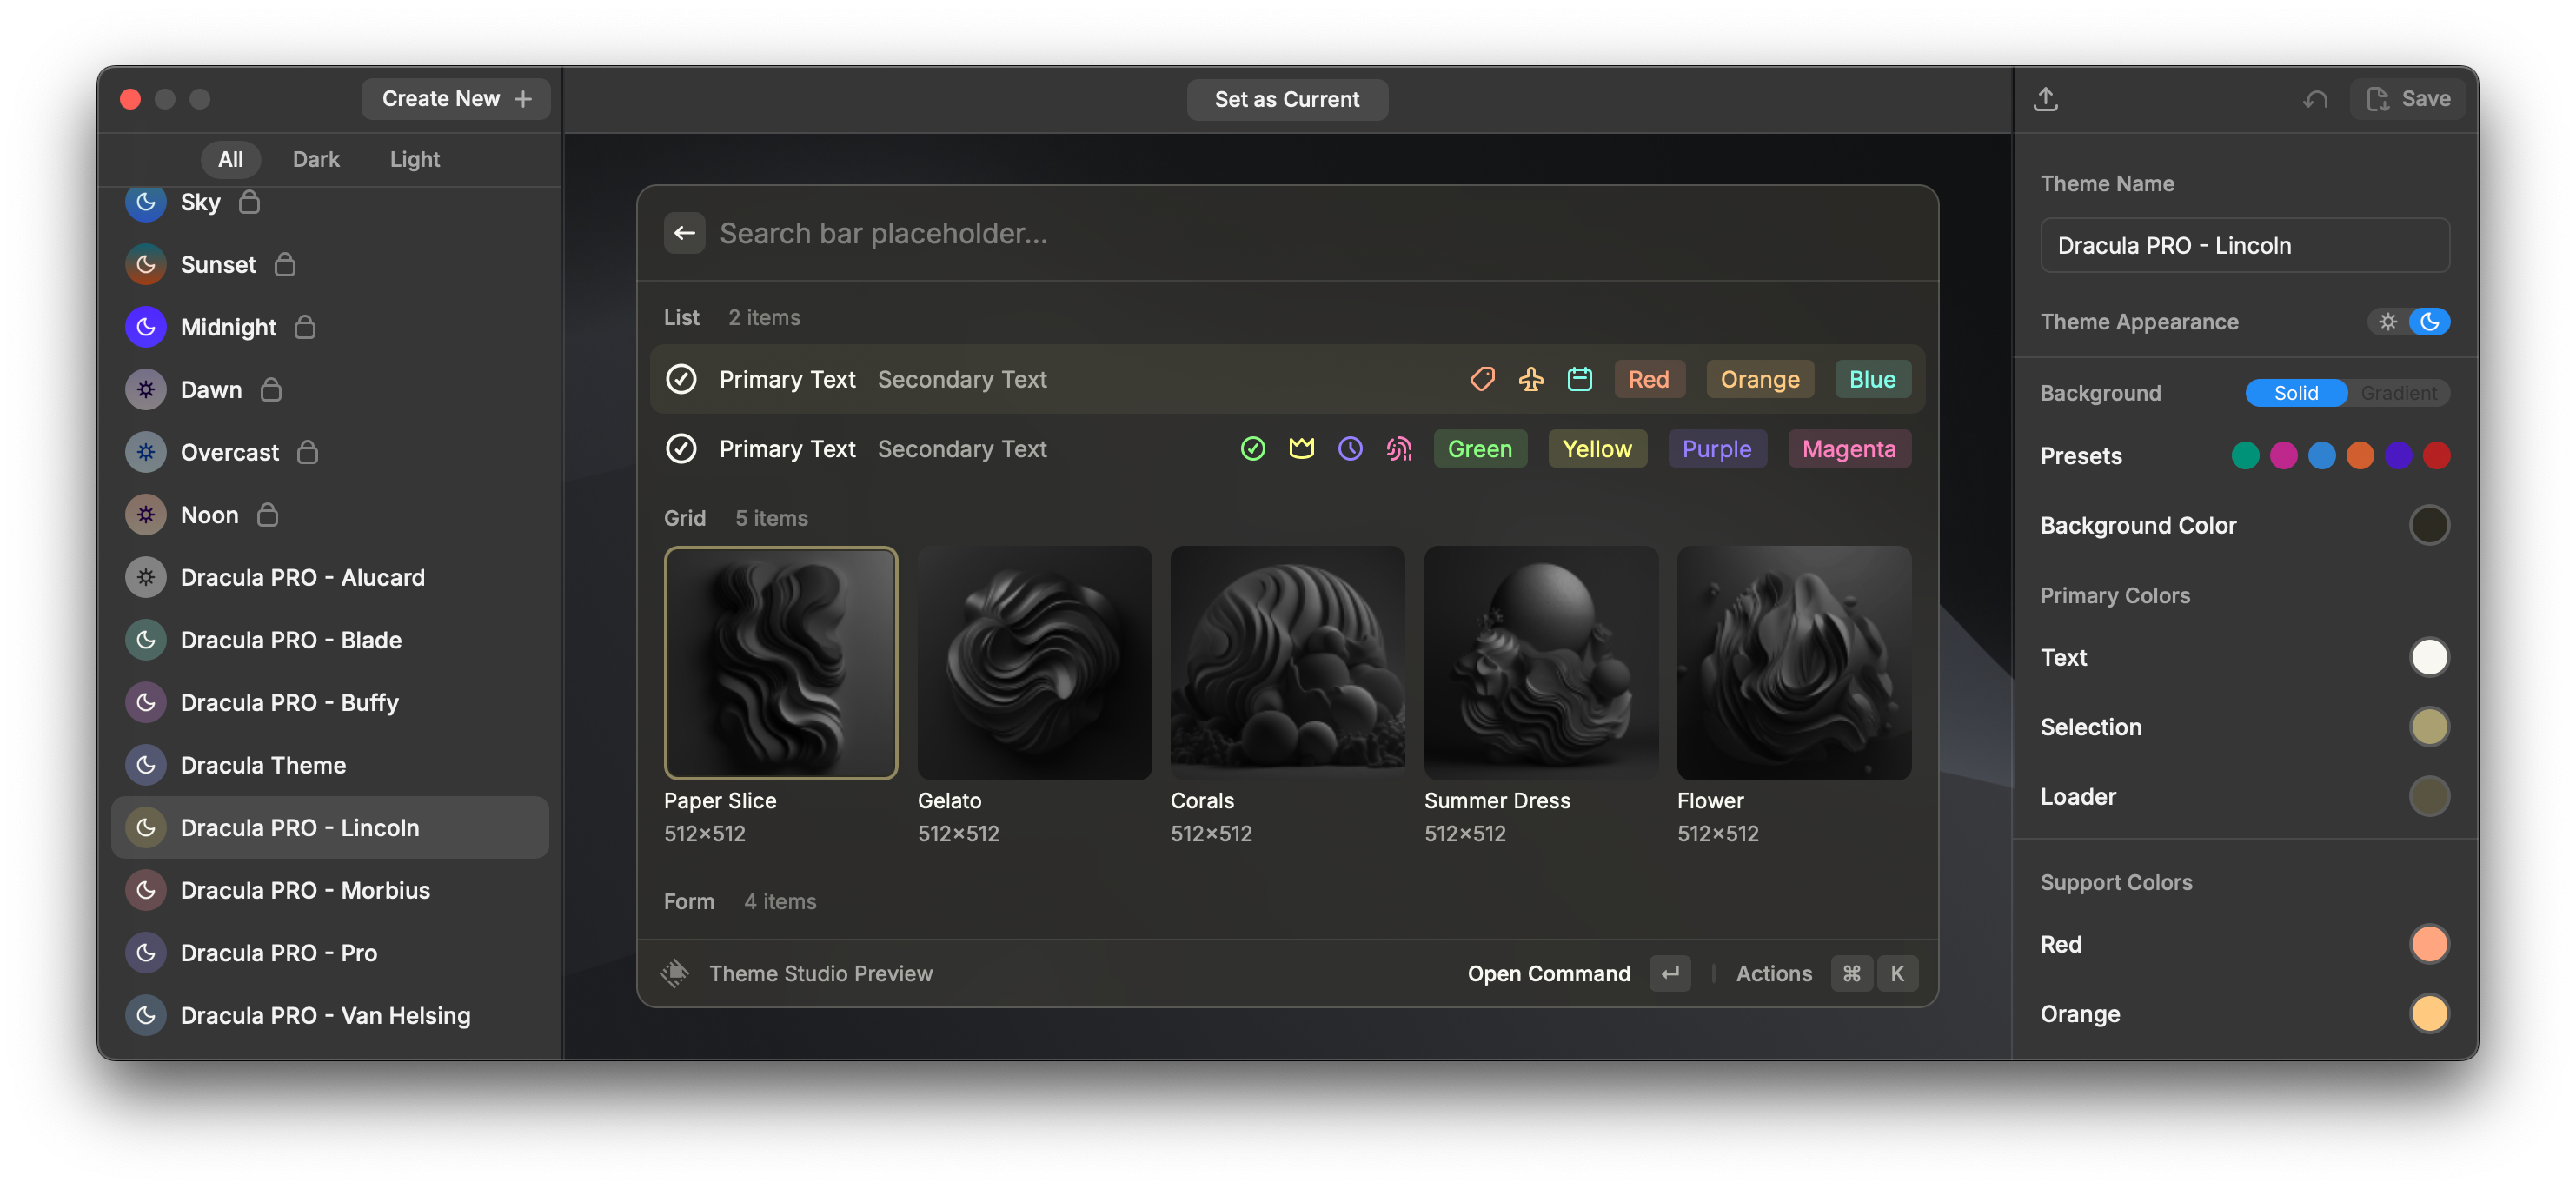 Create New
All Dark Light
Sky
Sunset
Midnight
Dawn
Overcast
Noon
Dracula PRO - Alucard
Dracula PRO - Blade
Dracula PRO - Buffy
Dracula Theme
Dracula PRO - Lincoln
Dracula PRO - Morbius
Dracula PRO - Pro
Dracula PRO - Van Helsing
Set as Current
Search bar placeholder...
List 2 items
Primary Text Secondary Text Red Orange Blue
Primary Text Secondary Text Green Yellow Purple Magenta
Grid 5 items
Paper Slice Gelato Corals Summer Dress Flower
512×512 512×512 512×512 512×512 512×512
Form 4 items
Theme Studio Preview Open Command ↵ Actions ⌘ K
Save
Theme Name
Dracula PRO - Lincoln
Theme Appearance
Background Solid Gradient
Presets
Background Color
Primary Colors
Text
Selection
Loader
Support Colors
Red
Orange